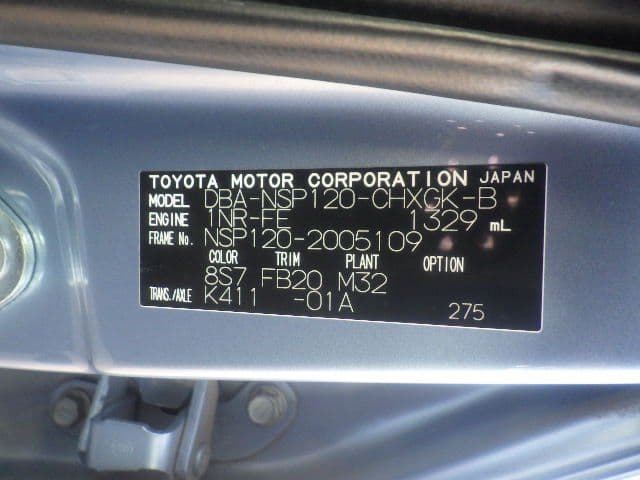 TOYOTA MOTOR CORPORATION JAPAN
MODEL DBA-NSP120-CHXGK-B
ENGINE 1NR-FE 1329 mL
FRAME No. NSP120-2005109
COLOR TRIM PLANT OPTION
8S7 FB20 M32
TRANS./AXLE K411 -01A
275